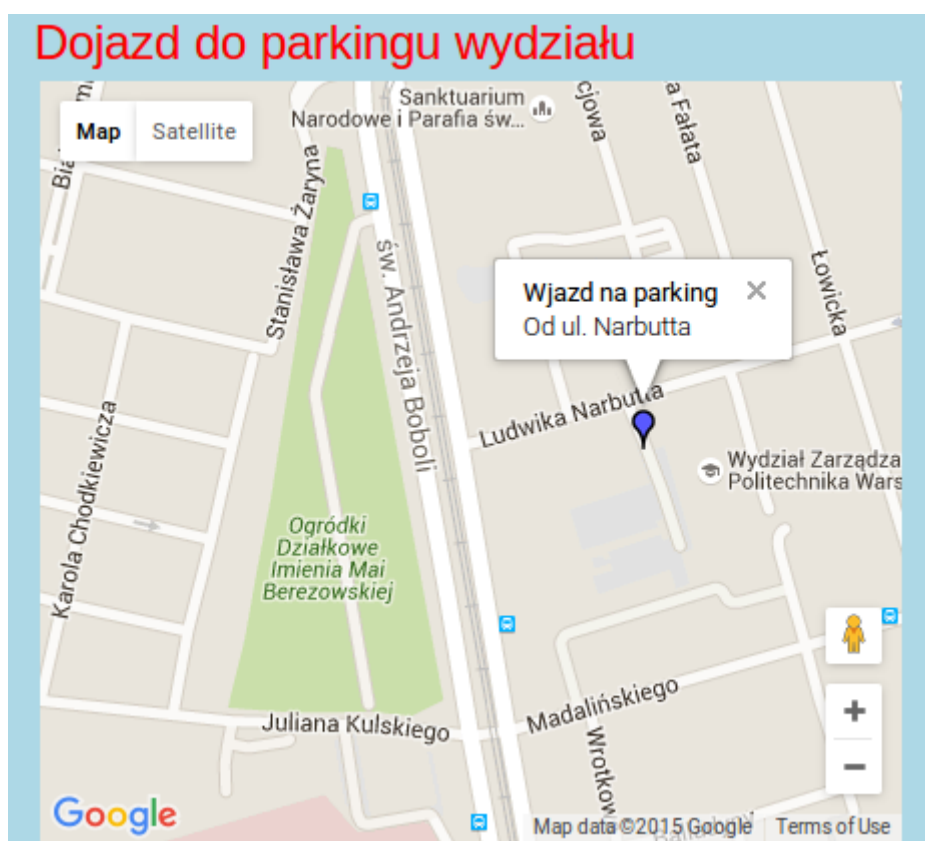 Dojazd do parkingu wydziału
Map
Satellite
Sanktuarium
Narodowe i Parafia św...
a Fałata
Stanisława Żaryna
św. Andrzeja Boboli
Łowicka
Wjazd na parking
Od ul. Narbutta
Ludwika Narbutta
Karola Chodkiewicza
Wydział Zarządza
Politechnika Wars
Ogródki
Działkowe
Imienia Mai
Berezowskiej
Juliana Kulskiego
Madalińskiego
Wrotkow
Google
Map data ©2015 Google
Terms of Use